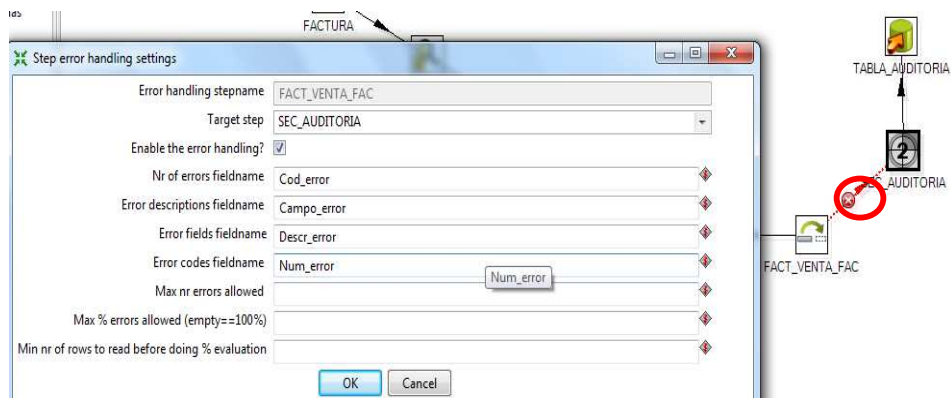 FACTURA
Step error handling settings
Error handling stepname FACT_VENTA_FAC
Target step SEC_AUDITORIA
Enable the error handling?
Nr of errors fieldname Cod_error
Error descriptions fieldname Campo_error
Error fields fieldname Descr_error
Error codes fieldname Num_error
Num_error
Max nr errors allowed
Max % errors allowed (empty==100%)
Min nr of rows to read before doing % evaluation
OK Cancel
TABLA_AUDITORIA
2
SEC_AUDITORIA
FACT_VENTA_FAC